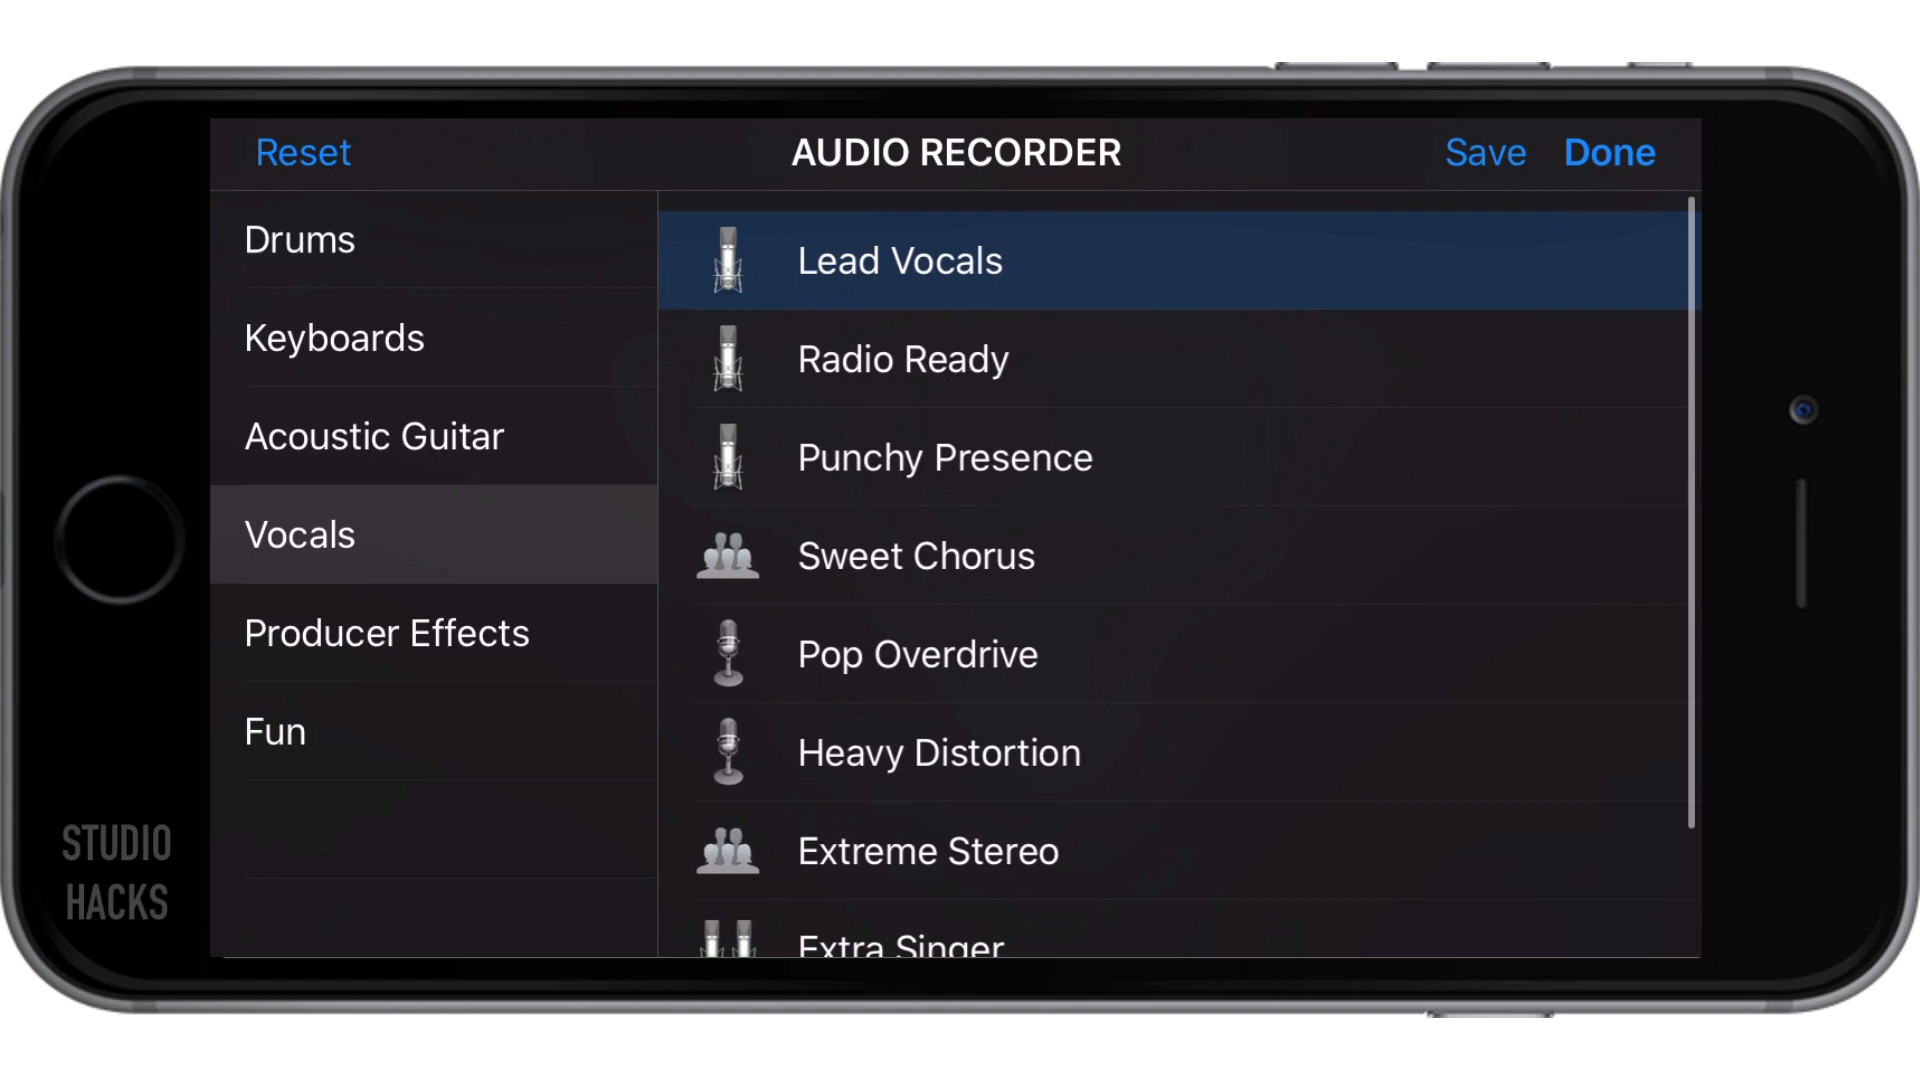 Reset
AUDIO RECORDER
Save
Done
Drums
Keyboards
Acoustic Guitar
Vocals
Producer Effects
Fun
Lead Vocals
Radio Ready
Punchy Presence
Sweet Chorus
Pop Overdrive
Heavy Distortion
Extreme Stereo
Extra Singer
STUDIO
HACKS